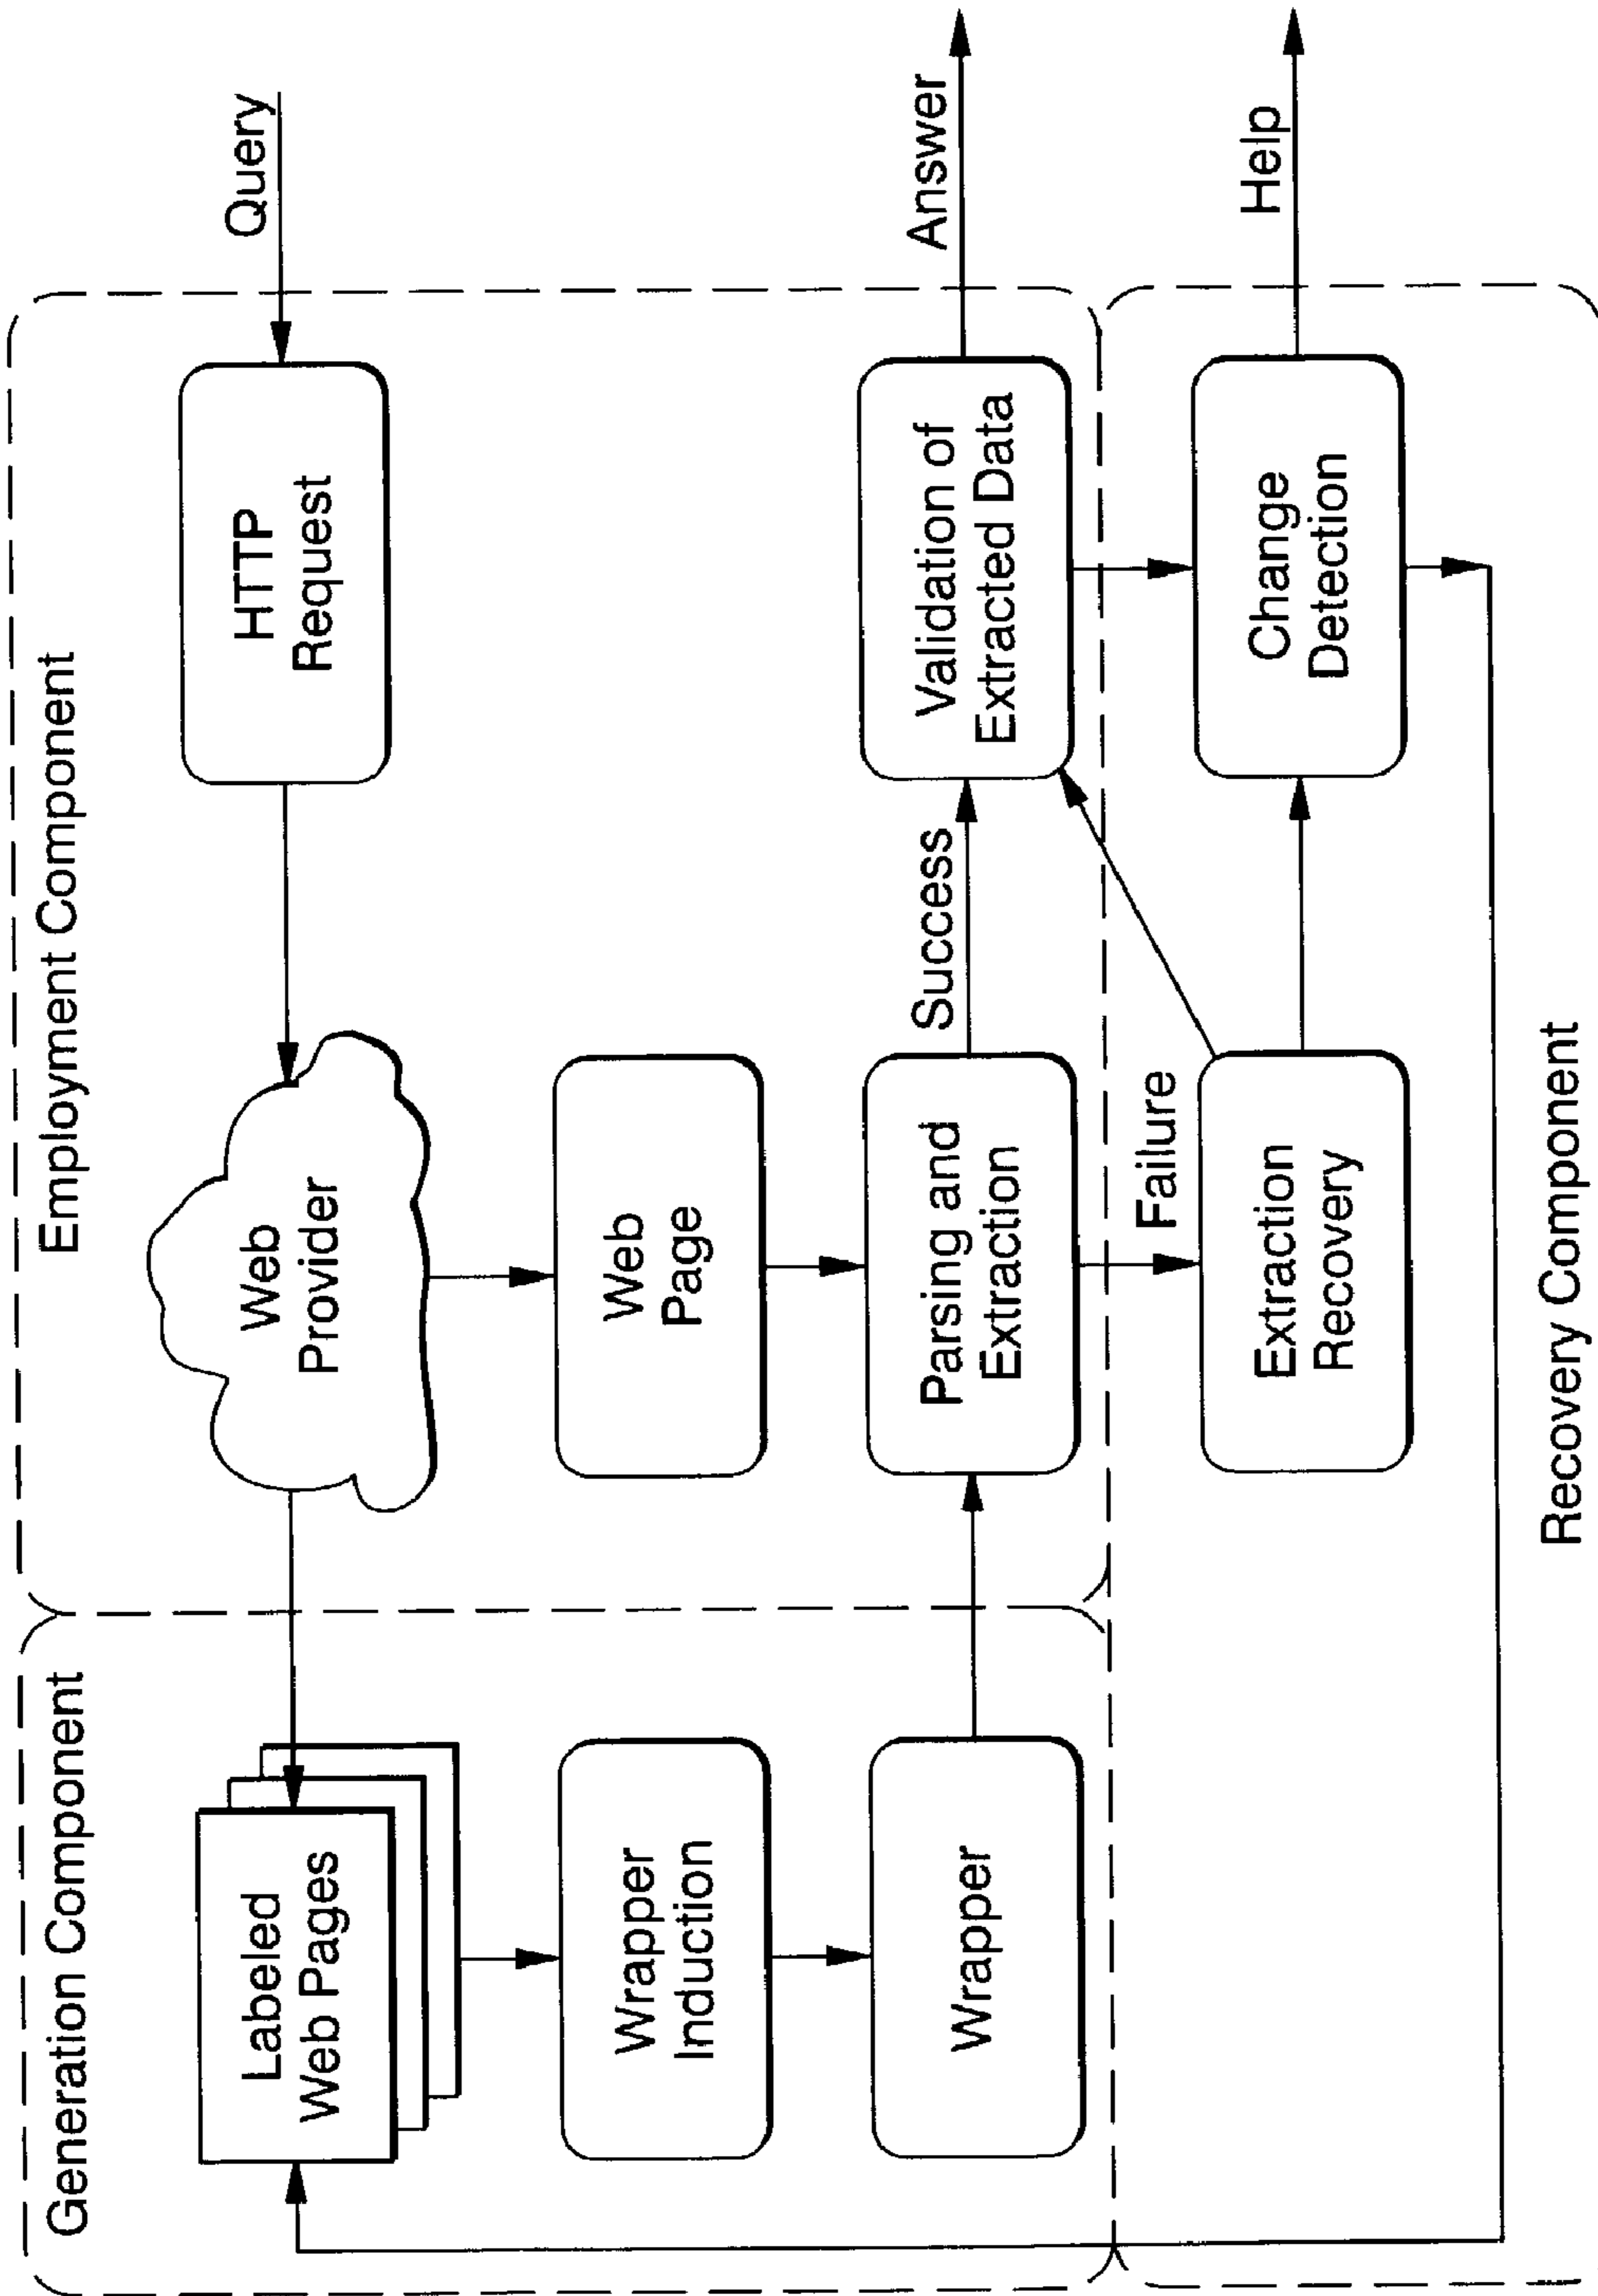 Generation Component
Employment Component
Labeled
Web Pages
Web
Provider
HTTP
Request
Query
Wrapper
Induction
Web
Page
Wrapper
Parsing and
Extraction
Success
Validation of
Extracted Data
Answer
Failure
Extraction
Recovery
Change
Detection
Help
Recovery Component